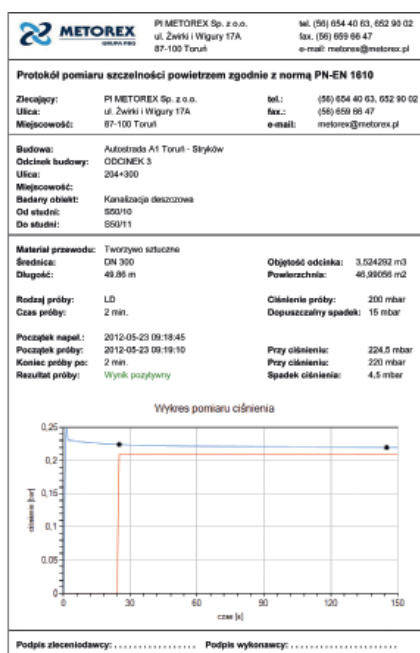 METOREX
GRUPA PBG
PI METOREX Sp. z o.o.
ul. Żwirki i Wigury 17A
87-100 Toruń
tel. (56) 654 40 63, 652 90 02
fax. (56) 659 66 47
e-mail: metorex@metorex.pl
Protokół pomiaru szczelności powietrzem zgodnie z normą PN-EN 1610
Zlecający: PI METOREX Sp. z o.o. tel.: (56) 654 40 63, 652 90 02
Ulica: ul. Żwirki i Wigury 17A fax.: (56) 659 66 47
Miejscowość: 87-100 Toruń e-mail: metorex@metorex.pl
Budowa: Autostrada A1 Toruń - Stryków
Odcinek budowy: ODCINEK 3
Ulica: 204+300
Miejscowość:
Badany obiekt: Kanalizacja deszczowa
Od studni: S50/10
Do studni: S50/11
Materiał przewodu: Tworzywo sztuczne
Średnica: DN 300 Objętość odcinka: 3,524292 m3
Długość: 49.86 m Powierzchnia: 46,99056 m2
Rodzaj próby: LD Ciśnienie próby: 200 mbar
Czas próby: 2 min. Dopuszczalny spadek: 15 mbar
Początek napeł.: 2012-05-23 09:18:45
Początek próby: 2012-05-23 09:19:10 Przy ciśnieniu: 224,5 mbar
Koniec próby po: 2 min. Przy ciśnieniu: 220 mbar
Rezultat próby: Wynik pozytywny Spadek ciśnienia: 4,5 mbar
Wykres pomiaru ciśnienia
0,25
0,2
0,15
0,1
0,05
0
ciśnienie [bar]
0 30 60 90 120 150
czas [s]
Podpis zleceniodawcy: . . . . . . . . . . . . . . . . Podpis wykonawcy: . . . . . . . . . . . . . . . . . . . . .